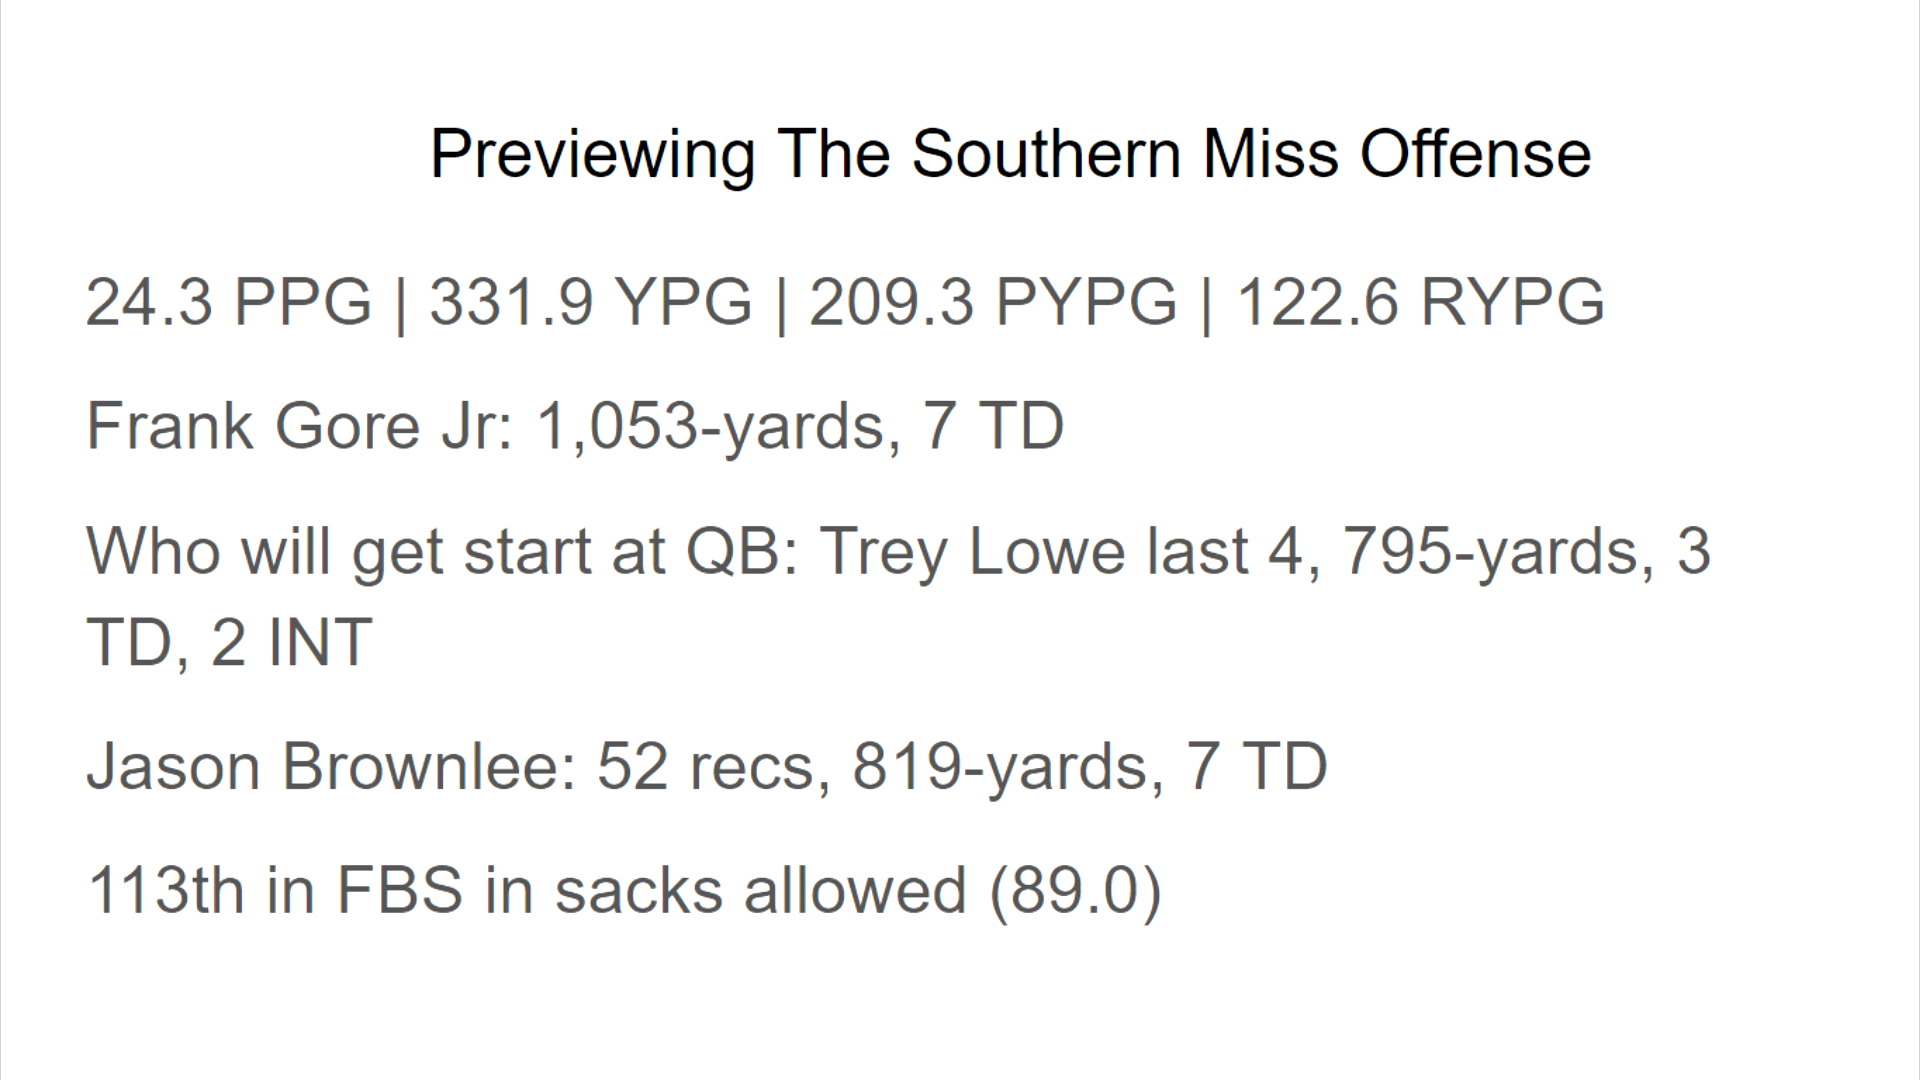 Previewing The Southern Miss Offense
24.3 PPG | 331.9 YPG | 209.3 PYPG | 122.6 RYPG
Frank Gore Jr: 1,053-yards, 7 TD
Who will get start at QB: Trey Lowe last 4, 795-yards, 3
TD, 2 INT
Jason Brownlee: 52 recs, 819-yards, 7 TD
113th in FBS in sacks allowed (89.0)